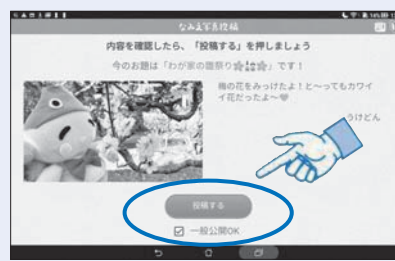 なみえ写真投稿
内容を確認したら、「投稿する」を押しましょう
今のお題は「わが家の雛祭り」です！
梅の花をみっけたよ！と〜ってもカワイ
イ花だったよ〜
うけどん
投稿する
一般公開OK